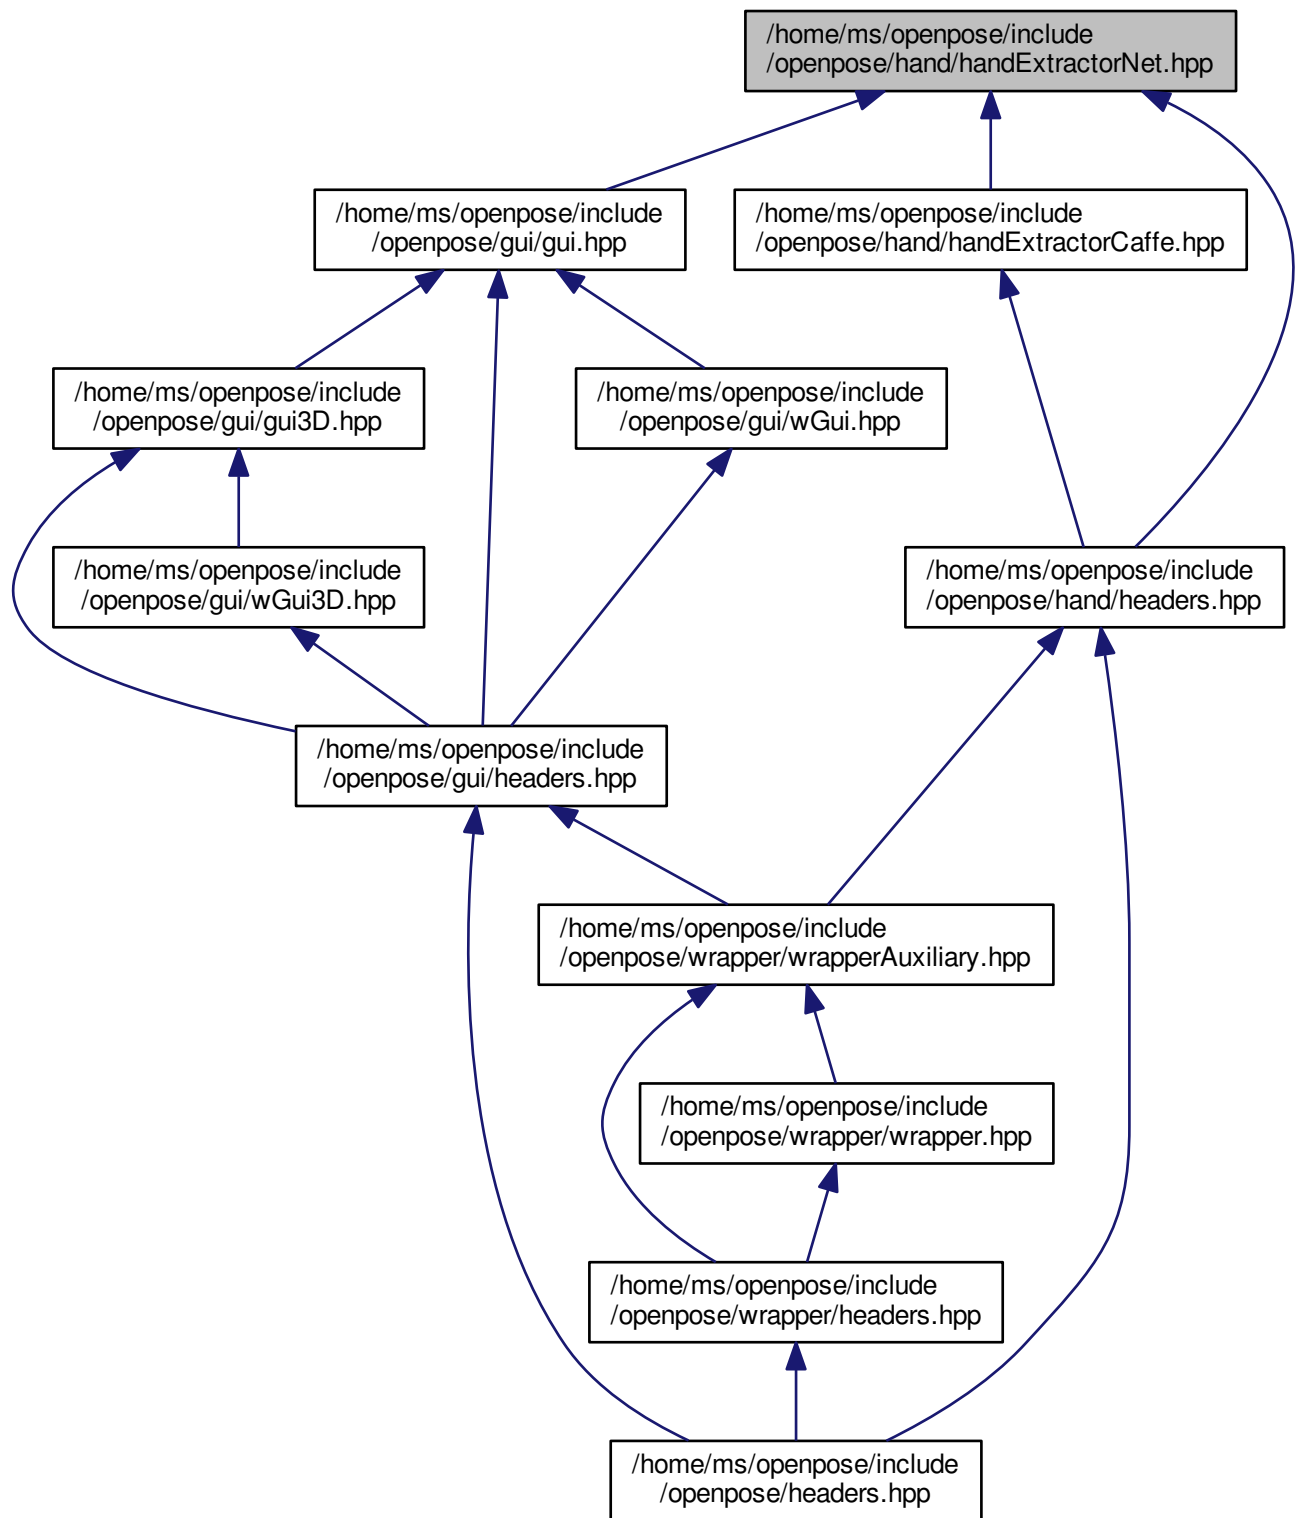 /home/ms/openpose/include
/openpose/hand/handExtractorNet.hpp
/home/ms/openpose/include
/openpose/gui/gui.hpp
/home/ms/openpose/include
/openpose/hand/handExtractorCaffe.hpp
/home/ms/openpose/include
/openpose/gui/gui3D.hpp
/home/ms/openpose/include
/openpose/gui/wGui.hpp
/home/ms/openpose/include
/openpose/gui/wGui3D.hpp
/home/ms/openpose/include
/openpose/hand/headers.hpp
/home/ms/openpose/include
/openpose/gui/headers.hpp
/home/ms/openpose/include
/openpose/wrapper/wrapperAuxiliary.hpp
/home/ms/openpose/include
/openpose/wrapper/wrapper.hpp
/home/ms/openpose/include
/openpose/wrapper/headers.hpp
/home/ms/openpose/include
/openpose/headers.hpp